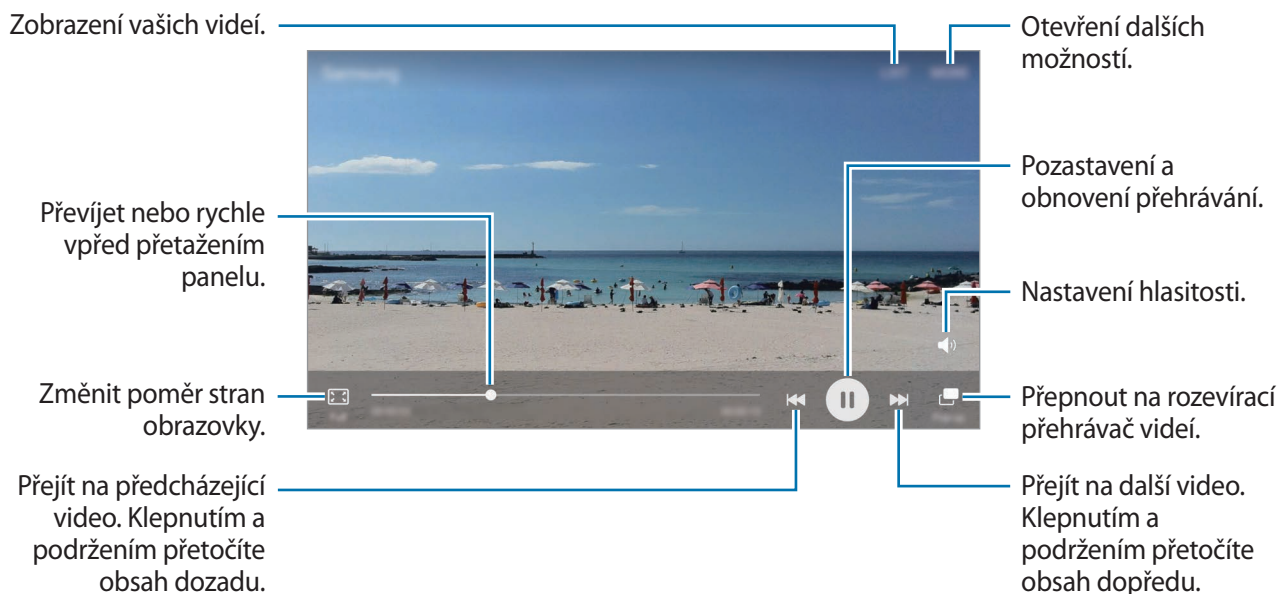 Zobrazení vašich videí.
Otevření dalších
možností.
Pozastavení a
obnovení přehrávání.
Převíjet nebo rychle
vpřed přetažením
panelu.
Nastavení hlasitosti.
Změnit poměr stran
obrazovky.
Přepnout na rozevírací
přehrávač videí.
Přejít na předcházející
video. Klepnutím a
podržením přetočíte
obsah dozadu.
Přejít na další video.
Klepnutím a
podržením přetočíte
obsah dopředu.